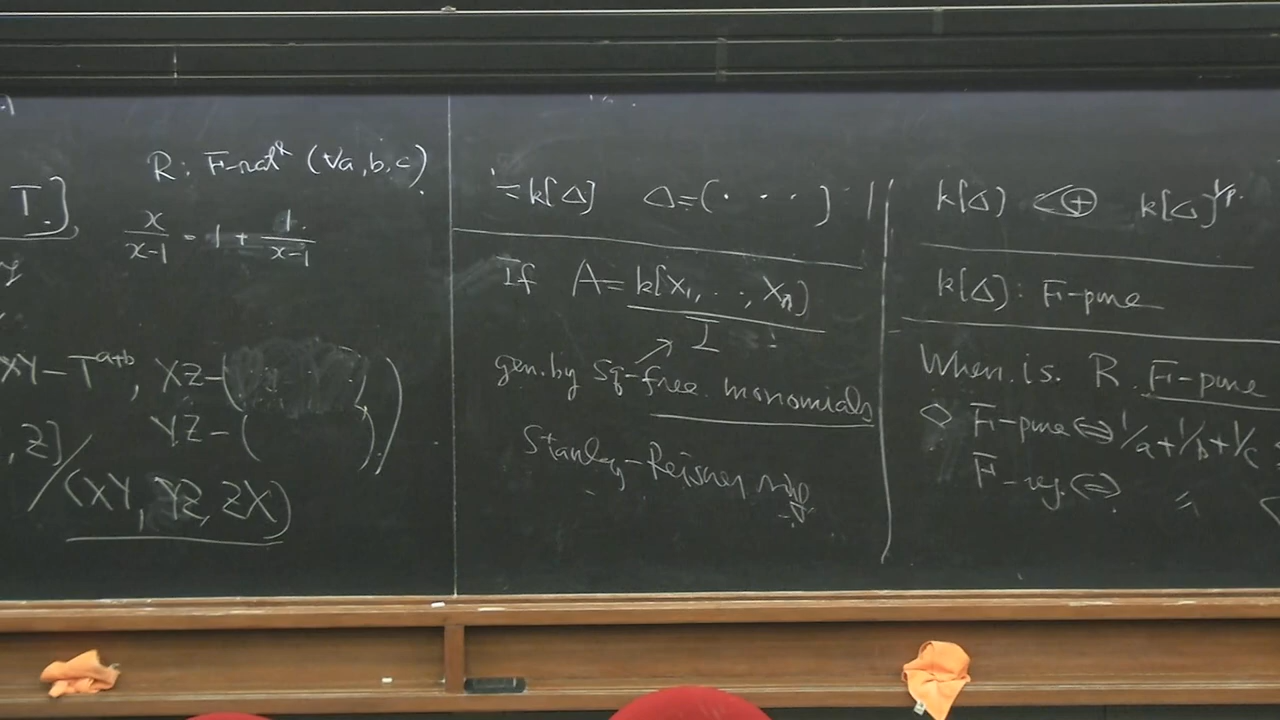 T],
R: F-rat'l (∀a,b,c)
x/(x-1) = 1 + 1/(x-1)
XY-T^{a+b}, XZ-( )
YZ-( ) )
,Z]/(XY, YZ, ZX)
=k[Δ] Δ=(· · ·)
If A=k[X₁,..,Xₙ]/I
gen. by sq-free monomials
Stanley-Reisner ring
k[Δ] <⊕ k[Δ]^{1/p}
k[Δ]: F-pure
When is R F-pure
◇ F-pure ⇔ 1/a+1/b+1/c
F-reg. ⇔